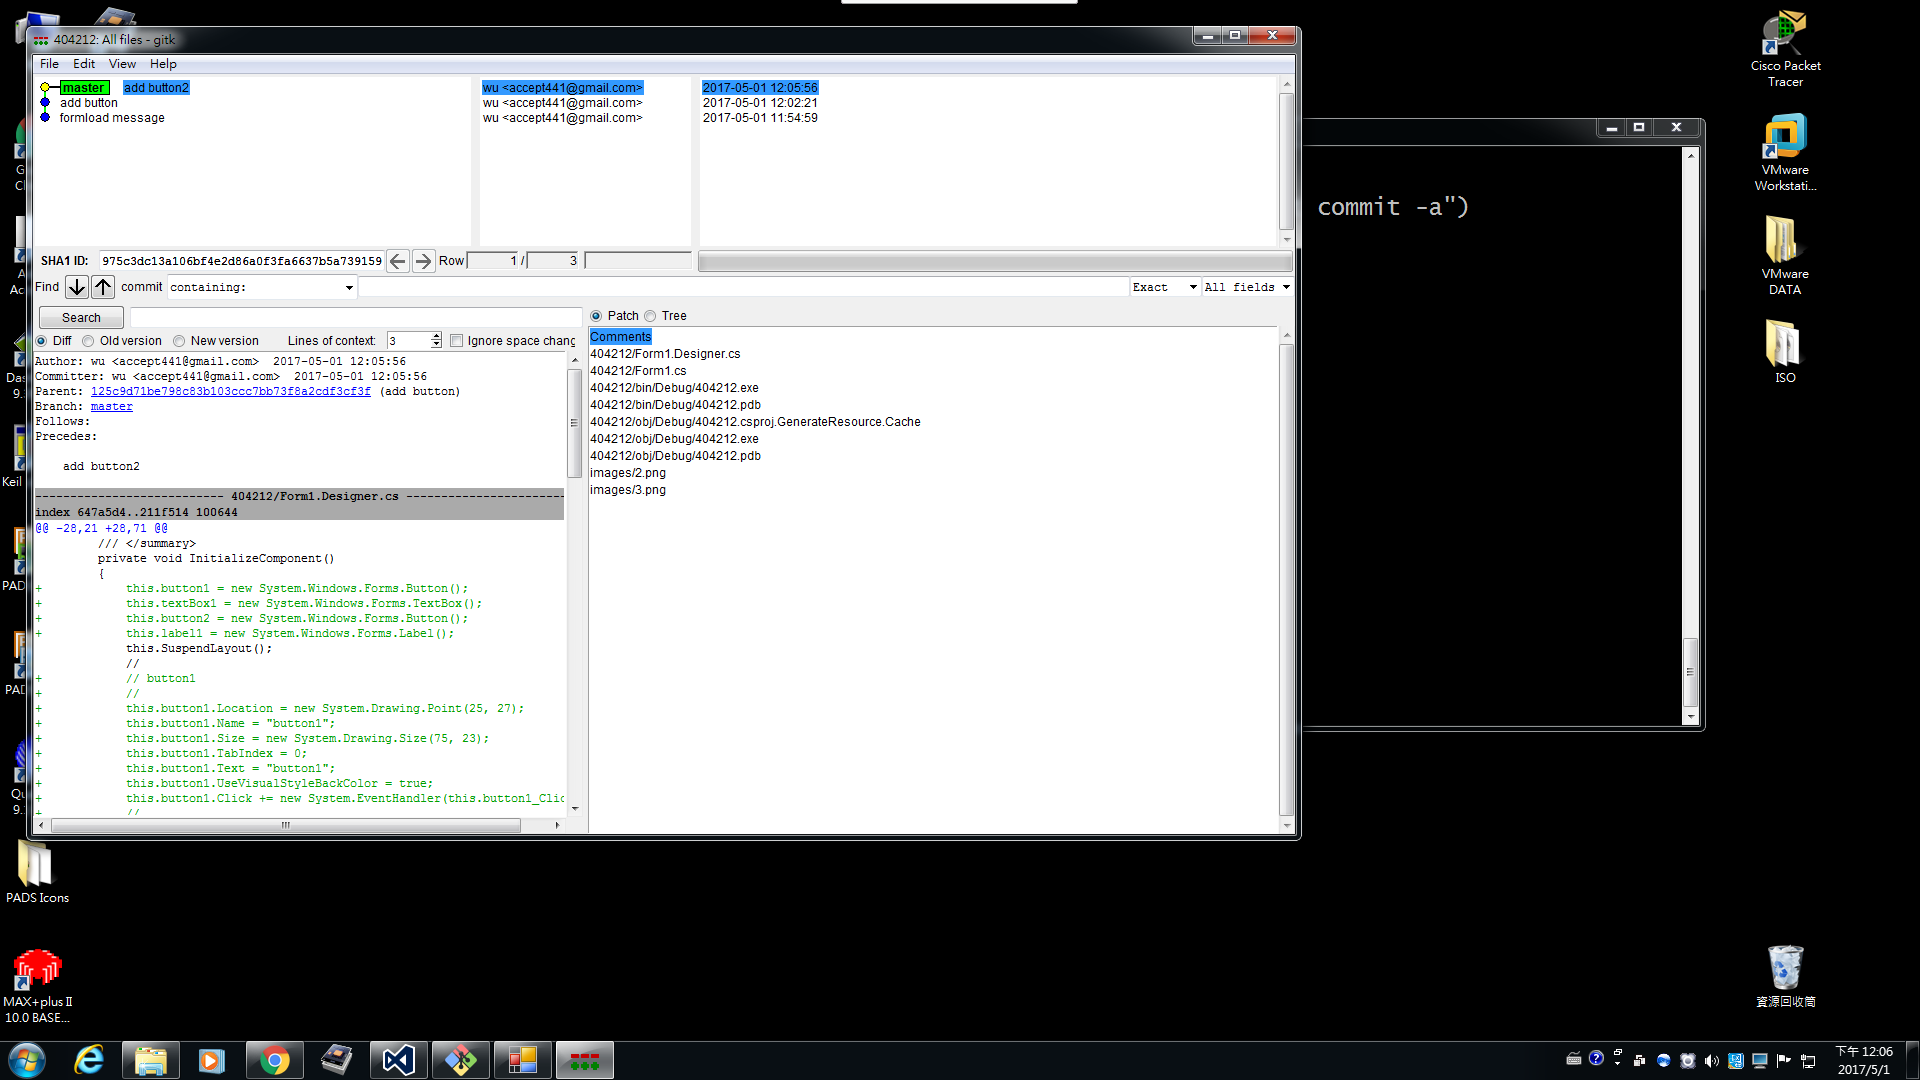 404212: All files - gitk
File Edit View Help
master add button2 wu <accept441@gmail.com> 2017-05-01 12:05:56
add button wu <accept441@gmail.com> 2017-05-01 12:02:21
formload message wu <accept441@gmail.com> 2017-05-01 11:54:59
SHA1 ID: 975c3dc13a106bf4e2d86a0f3fa6637b5a739159 Row 1 / 3
Find commit containing: Exact All fields
Search
Diff Old version New version Lines of context: 3 Ignore space chang
Patch Tree
Author: wu <accept441@gmail.com> 2017-05-01 12:05:56
Committer: wu <accept441@gmail.com> 2017-05-01 12:05:56
Parent: 125c9d71be798c83b103ccc7bb73f8a2cdf3cf3f (add button)
Branch: master
Follows:
Precedes:
add button2
404212/Form1.Designer.cs
index 647a5d4..211f514 100644
@@ -28,21 +28,71 @@
/// </summary>
private void InitializeComponent()
{
+ this.button1 = new System.Windows.Forms.Button();
+ this.textBox1 = new System.Windows.Forms.TextBox();
+ this.button2 = new System.Windows.Forms.Button();
+ this.label1 = new System.Windows.Forms.Label();
this.SuspendLayout();
//
+ // button1
+ //
+ this.button1.Location = new System.Drawing.Point(25, 27);
+ this.button1.Name = "button1";
+ this.button1.Size = new System.Drawing.Size(75, 23);
+ this.button1.TabIndex = 0;
+ this.button1.Text = "button1";
+ this.button1.UseVisualStyleBackColor = true;
+ this.button1.Click += new System.EventHandler(this.button1_Clic
+ //
Comments
404212/Form1.Designer.cs
404212/Form1.cs
404212/bin/Debug/404212.exe
404212/bin/Debug/404212.pdb
404212/obj/Debug/404212.csproj.GenerateResource.Cache
404212/obj/Debug/404212.exe
404212/obj/Debug/404212.pdb
images/2.png
images/3.png
commit -a")
Cisco Packet
Tracer
VMware
Workstati...
VMware
DATA
ISO
資源回收筒
Keil
PADS Icons
MAX+plus II
10.0 BASE...
下午 12:06
2017/5/1